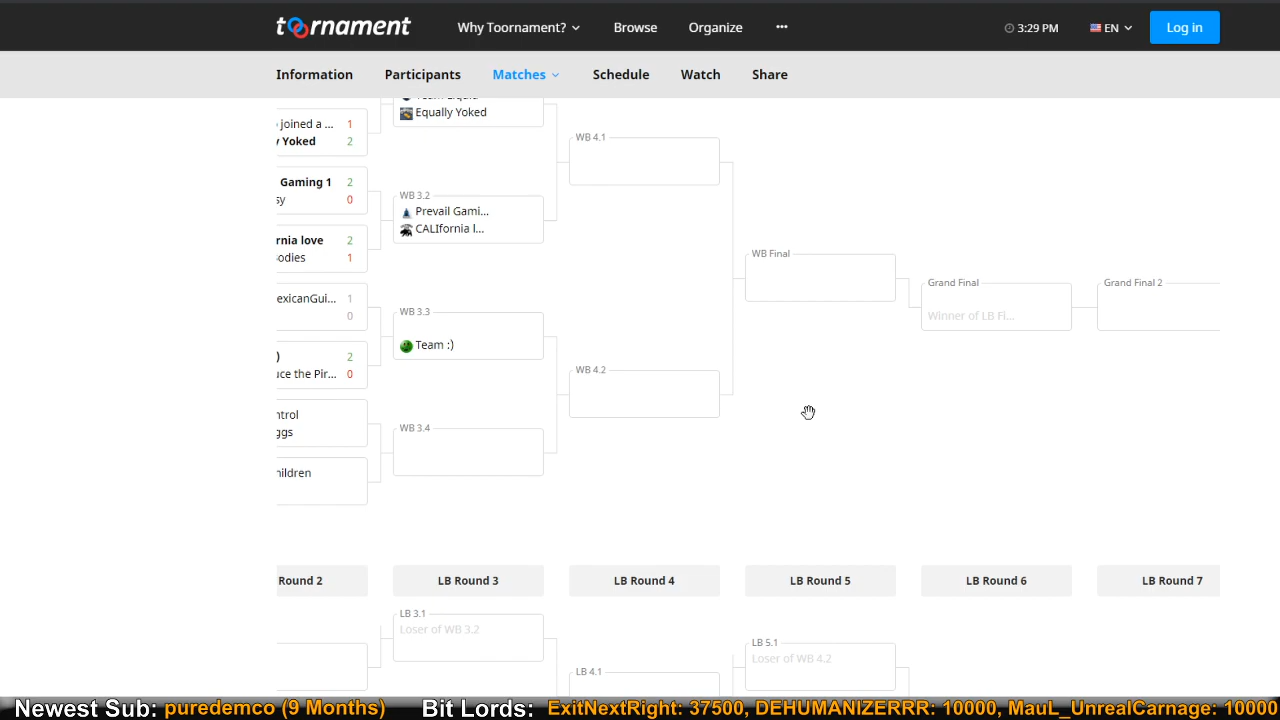 toornament Why Toornament? Browse Organize ••• 3:29 PM EN Log in
Information Participants Matches Schedule Watch Share
Equally Yoked
joined a ... 1
Yoked 2
Gaming 1 2
sy 0
rnia love 2
odies 1
exicanGui... 1
0
) 2
uce the Pir... 0
ntrol
ggs
hildren
WB 3.2
Prevail Gami...
CALIfornia l...
WB 3.3
Team :)
WB 3.4
WB 4.1
WB 4.2
WB Final
Grand Final
Winner of LB Fi...
Grand Final 2
Round 2 LB Round 3 LB Round 4 LB Round 5 LB Round 6 LB Round 7
LB 3.1
Loser of WB 3.2
LB 4.1
LB 5.1
Loser of WB 4.2
Newest Sub: puredemco (9 Months) Bit Lords: ExitNextRight: 37500, DEHUMANIZERRR: 10000, MauL_UnrealCarnage: 10000